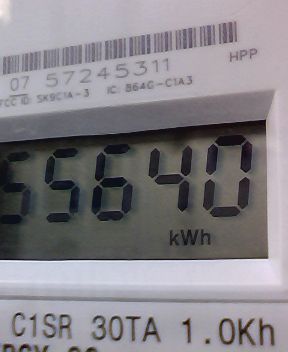 07 57245311
HPP
FCC ID: SK9C1A-3 IC: 864G-C1A3
55640
kWh
C1SR 30TA 1.0Kh